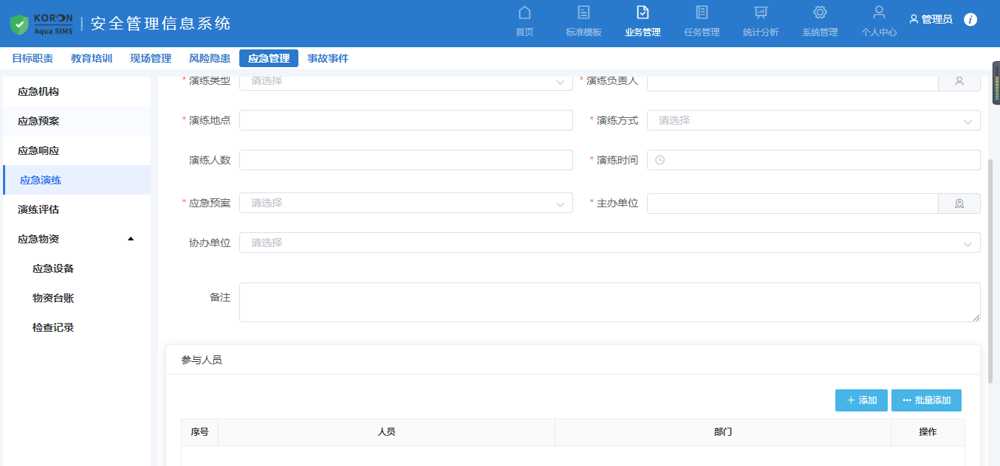 KORON
Aqua SIMS
安全管理信息系统
首页
标准模板
业务管理
任务管理
统计分析
系统管理
个人中心
管理员
目标职责 教育培训 现场管理 风险隐患 应急管理 事故事件
应急机构
应急预案
应急响应
应急演练
演练评估
应急物资
应急设备
物资台账
检查记录
* 演练类型 请选择 * 演练负责人
* 演练地点 * 演练方式 请选择
演练人数 * 演练时间
* 应急预案 请选择 * 主办单位
协办单位 请选择
备注
参与人员
+ 添加 ··· 批量添加
序号 人员 部门 操作